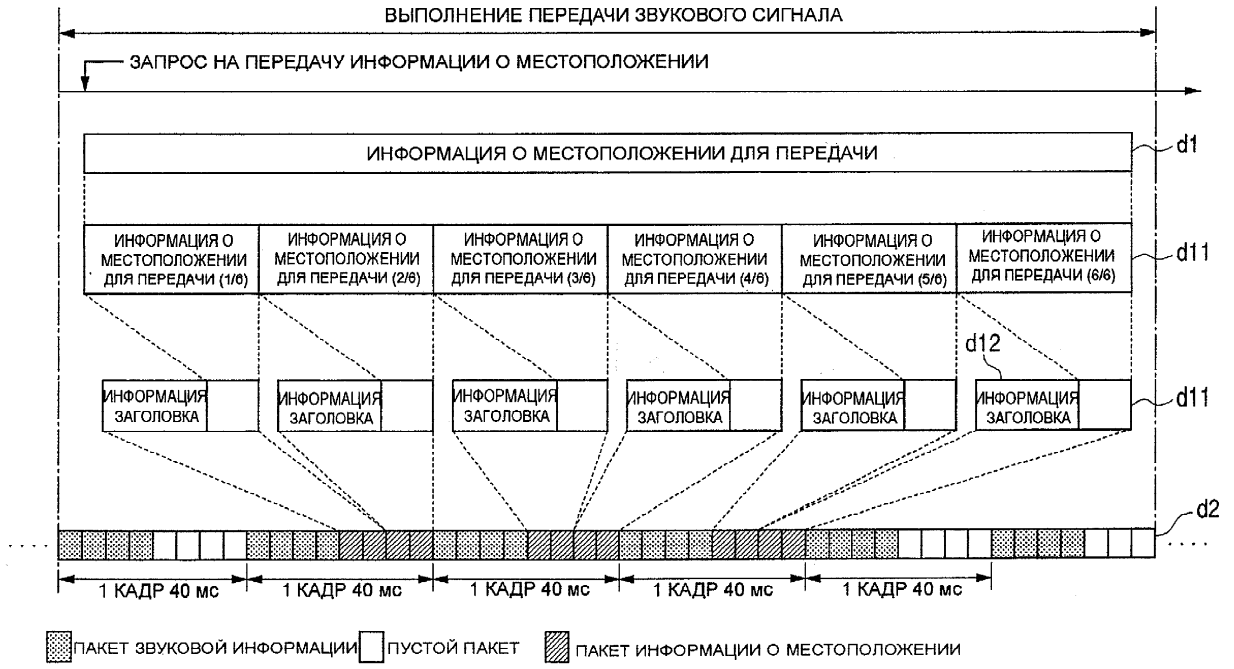 ВЫПОЛНЕНИЕ ПЕРЕДАЧИ ЗВУКОВОГО СИГНАЛА
ЗАПРОС НА ПЕРЕДАЧУ ИНФОРМАЦИИ О МЕСТОПОЛОЖЕНИИ
ИНФОРМАЦИЯ О МЕСТОПОЛОЖЕНИИ ДЛЯ ПЕРЕДАЧИ
d1
ИНФОРМАЦИЯ О
МЕСТОПОЛОЖЕНИИ
ДЛЯ ПЕРЕДАЧИ (1/6)
ИНФОРМАЦИЯ О
МЕСТОПОЛОЖЕНИИ
ДЛЯ ПЕРЕДАЧИ (2/6)
ИНФОРМАЦИЯ О
МЕСТОПОЛОЖЕНИИ
ДЛЯ ПЕРЕДАЧИ (3/6)
ИНФОРМАЦИЯ О
МЕСТОПОЛОЖЕНИИ
ДЛЯ ПЕРЕДАЧИ (4/6)
ИНФОРМАЦИЯ О
МЕСТОПОЛОЖЕНИИ
ДЛЯ ПЕРЕДАЧИ (5/6)
ИНФОРМАЦИЯ О
МЕСТОПОЛОЖЕНИИ
ДЛЯ ПЕРЕДАЧИ (6/6)
d11
d12
ИНФОРМАЦИЯ
ЗАГОЛОВКА
ИНФОРМАЦИЯ
ЗАГОЛОВКА
ИНФОРМАЦИЯ
ЗАГОЛОВКА
ИНФОРМАЦИЯ
ЗАГОЛОВКА
ИНФОРМАЦИЯ
ЗАГОЛОВКА
ИНФОРМАЦИЯ
ЗАГОЛОВКА
d11
d2
1 КАДР 40 мс
1 КАДР 40 мс
1 КАДР 40 мс
1 КАДР 40 мс
1 КАДР 40 мс
ПАКЕТ ЗВУКОВОЙ ИНФОРМАЦИИ
ПУСТОЙ ПАКЕТ
ПАКЕТ ИНФОРМАЦИИ О МЕСТОПОЛОЖЕНИИ